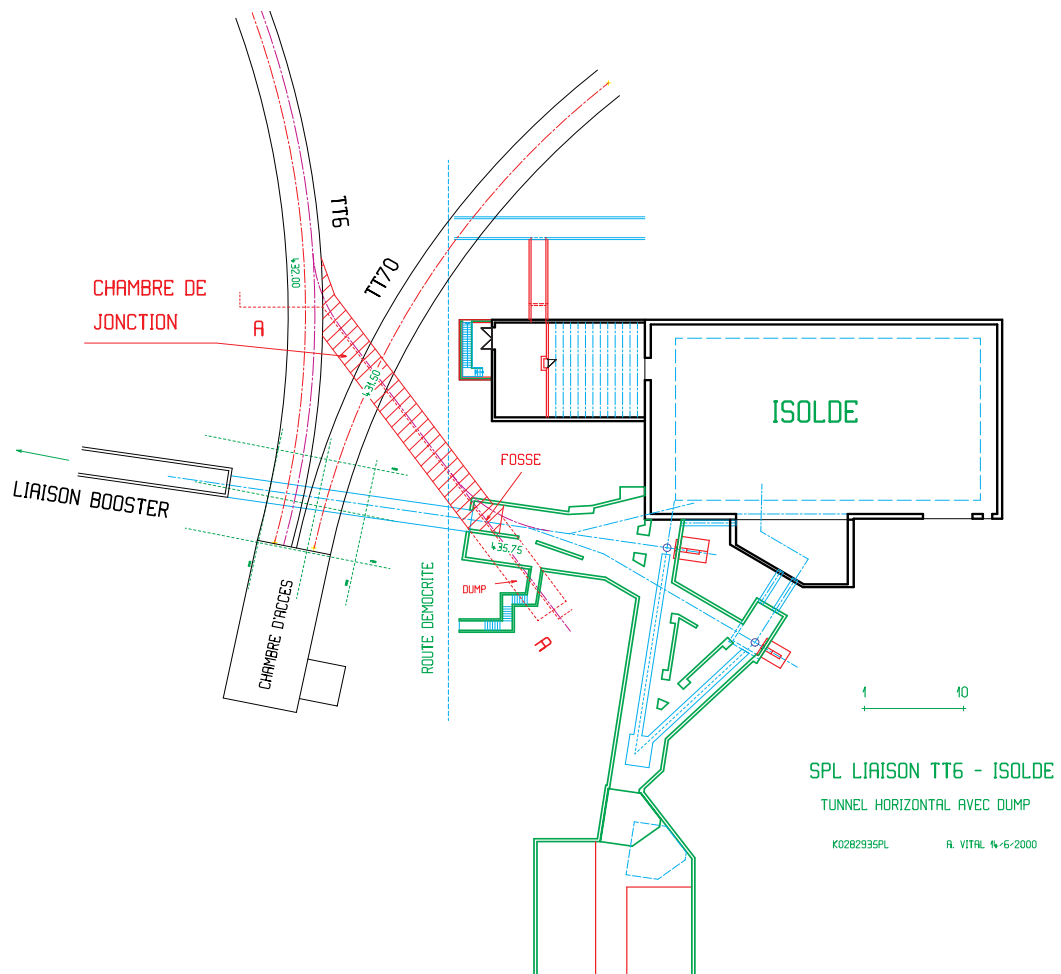 TT6
432.00
TT70
CHAMBRE DE
JONCTION
A
431.50
ISOLDE
FOSSE
LIAISON BOOSTER
435.75
DUMP
CHAMBRE D'ACCES
ROUTE DEMOCRITE
A
1 10
SPL LIAISON TT6 - ISOLDE
TUNNEL HORIZONTAL AVEC DUMP
K0282935PL A. VITAL 14-6-2000